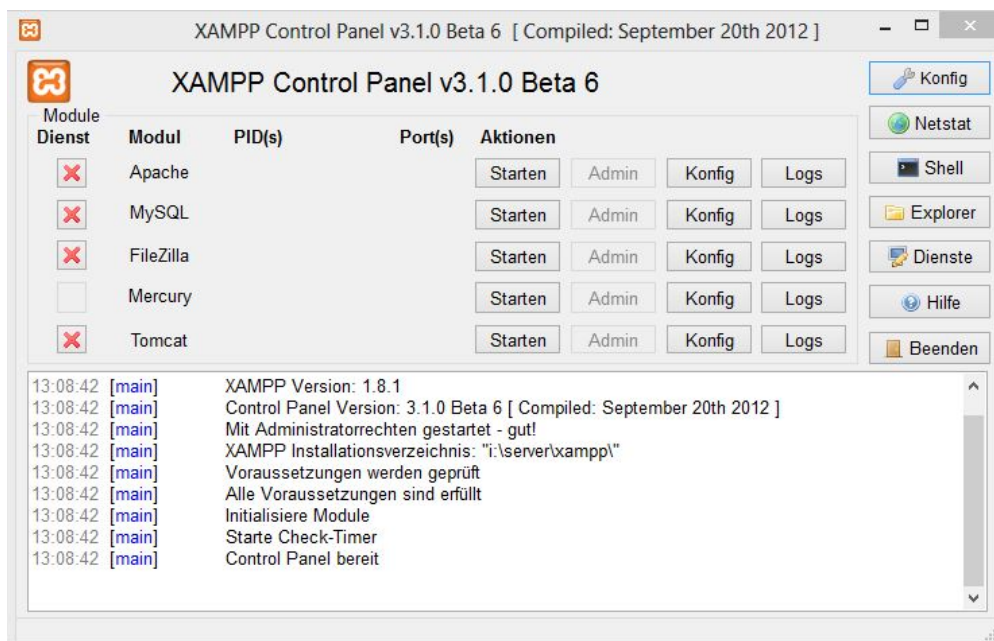 XAMPP Control Panel v3.1.0 Beta 6 [ Compiled: September 20th 2012 ]
XAMPP Control Panel v3.1.0 Beta 6
Konfig
Module
Dienst Modul PID(s) Port(s) Aktionen
Netstat
Apache Starten Admin Konfig Logs
Shell
MySQL Starten Admin Konfig Logs
Explorer
FileZilla Starten Admin Konfig Logs
Dienste
Mercury Starten Admin Konfig Logs
Hilfe
Tomcat Starten Admin Konfig Logs
Beenden
13:08:42 [main] XAMPP Version: 1.8.1
13:08:42 [main] Control Panel Version: 3.1.0 Beta 6 [ Compiled: September 20th 2012 ]
13:08:42 [main] Mit Administratorrechten gestartet - gut!
13:08:42 [main] XAMPP Installationsverzeichnis: "i:\server\xampp\"
13:08:42 [main] Voraussetzungen werden geprüft
13:08:42 [main] Alle Voraussetzungen sind erfüllt
13:08:42 [main] Initialisiere Module
13:08:42 [main] Starte Check-Timer
13:08:42 [main] Control Panel bereit